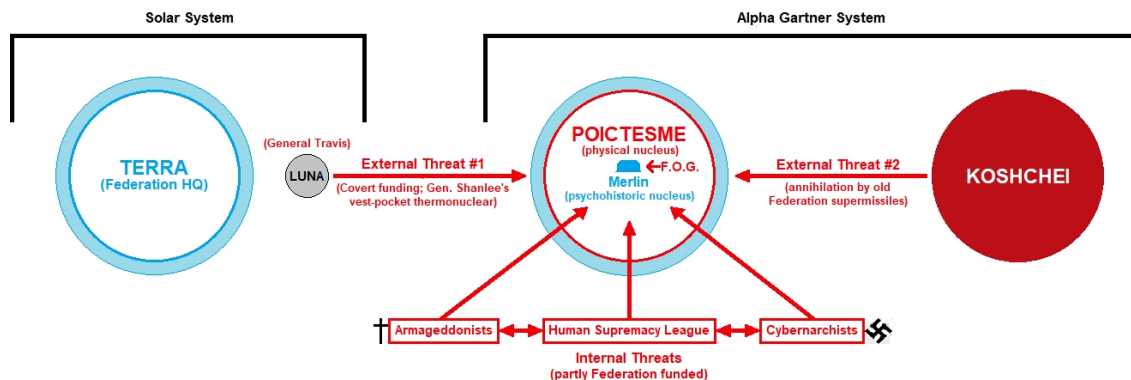 Solar System
Alpha Gartner System
TERRA
(Federation HQ)
(General Travis)
LUNA
External Threat #1
(Covert funding; Gen. Shanlee's
vest-pocket thermonuclear)
POICTESME
(physical nucleus)
F.O.G.
Merlin
(psychohistoric nucleus)
External Threat #2
(annihilation by old
Federation supermissiles)
KOSHCHEI
Armageddonists
Human Supremacy League
Cybernarchists
Internal Threats
(partly Federation funded)